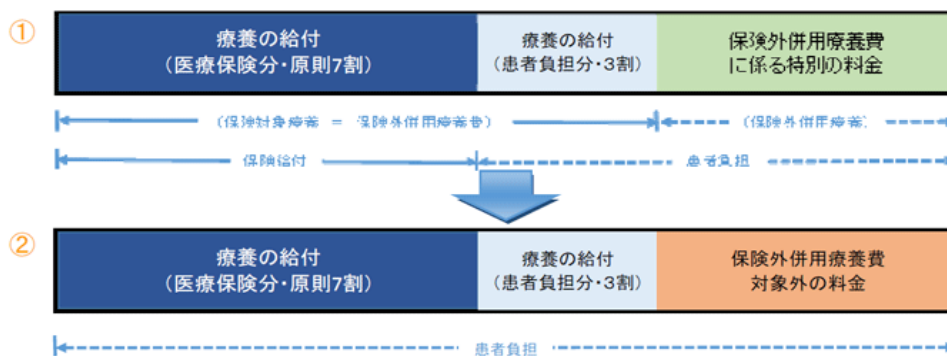 ①
療養の給付
(医療保険分・原則7割)
療養の給付
(患者負担分・3割)
保険外併用療養費
に係る特別の料金
(保険対象療養 = 保険外併用療養費)
(保険外併用療養)
保険給付
患者負担
②
療養の給付
(医療保険分・原則7割)
療養の給付
(患者負担分・3割)
保険外併用療養費
対象外の料金
患者負担